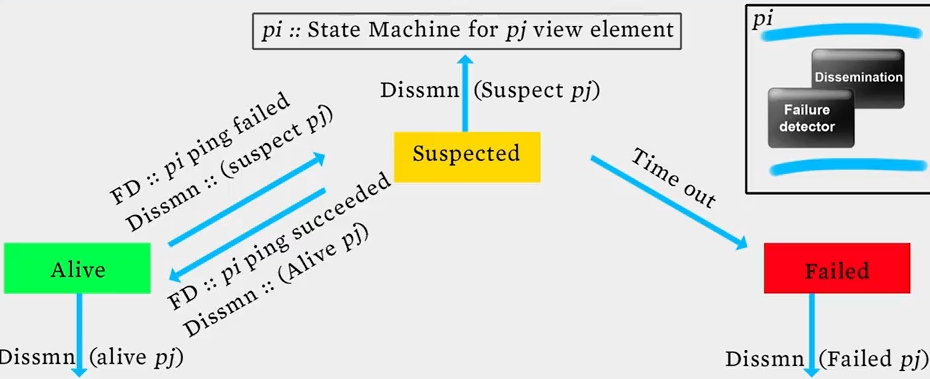 pi :: State Machine for pj view element
pi
Dissemination
Failure
detector
Dissmn (Suspect pj)
FD :: pi ping failed
Dissmn :: (suspect pj)
Suspected
Time out
FD :: pi ping succeeded
Dissmn :: (Alive pj)
Alive
Failed
Dissmn (alive pj)
Dissmn (Failed pj)